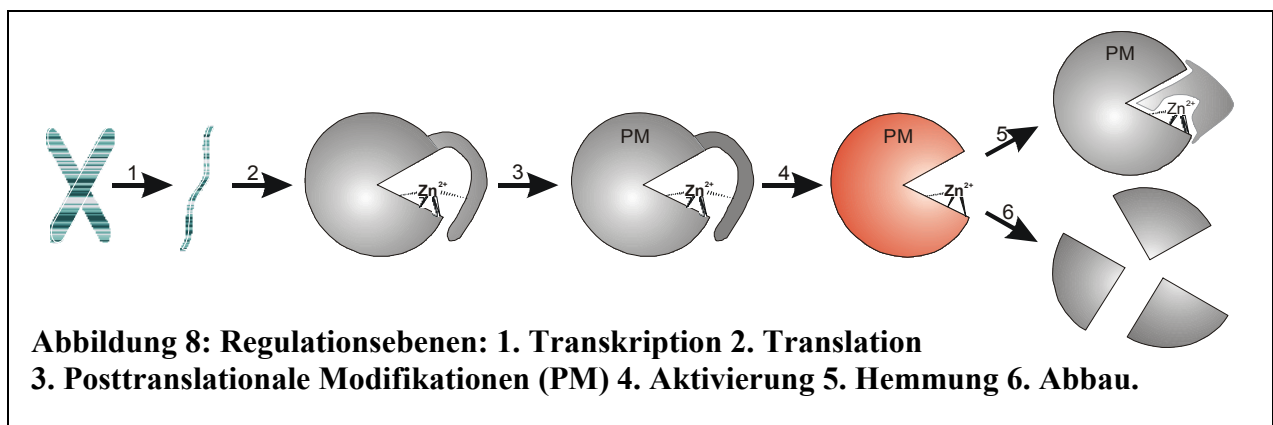 PM
5
Zn2+
1
2
3
PM
4
PM
Zn2+
Zn2+
Zn2+
6
Abbildung 8: Regulationsebenen: 1. Transkription 2. Translation
3. Posttranslationale Modifikationen (PM) 4. Aktivierung 5. Hemmung 6. Abbau.